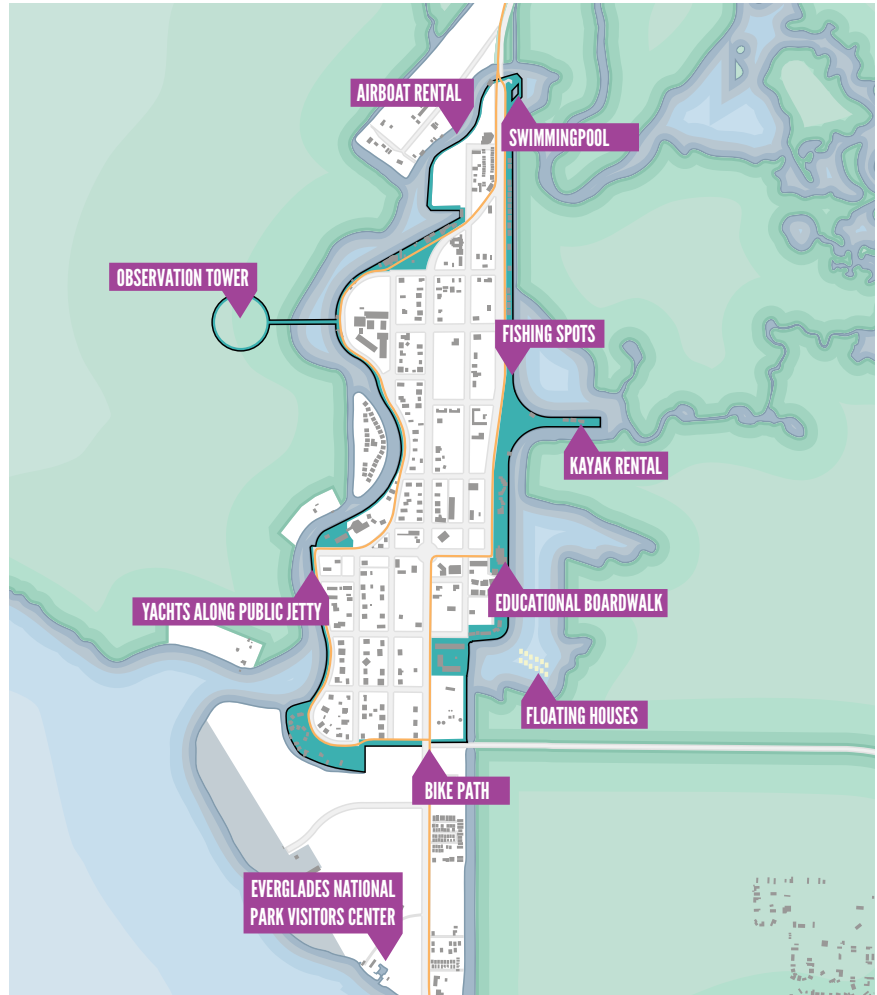 AIRBOAT RENTAL
SWIMMINGPOOL
OBSERVATION TOWER
FISHING SPOTS
KAYAK RENTAL
YACHTS ALONG PUBLIC JETTY
EDUCATIONAL BOARDWALK
FLOATING HOUSES
BIKE PATH
EVERGLADES NATIONAL
PARK VISITORS CENTER